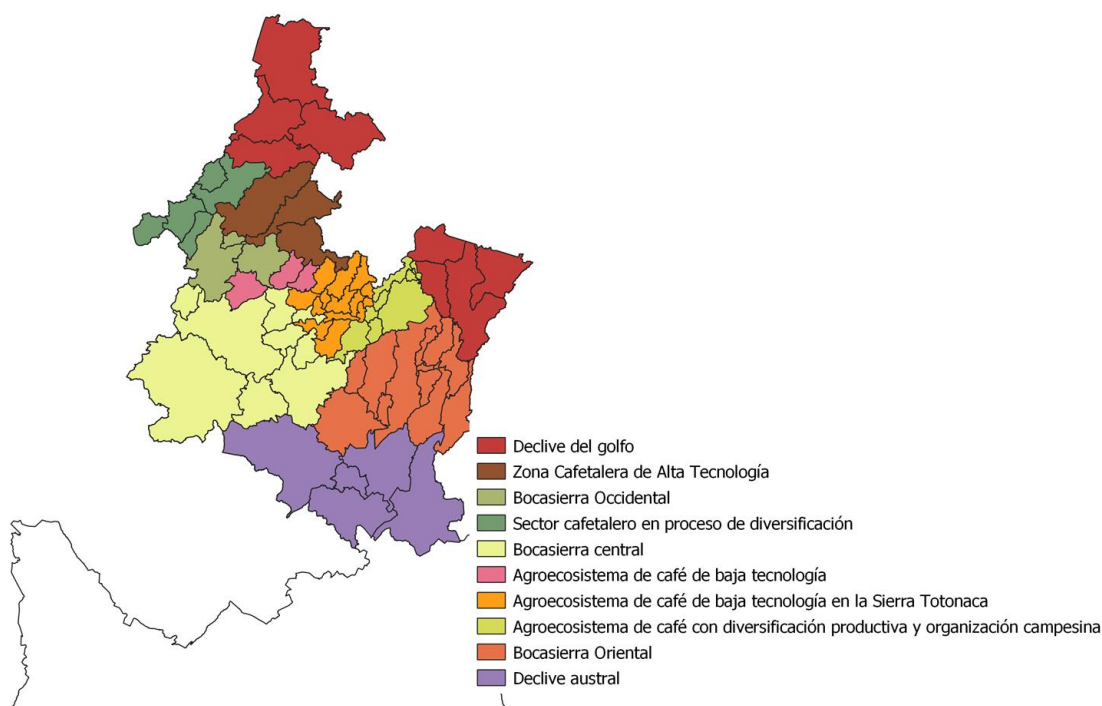 Declive del golfo
Zona Cafetalera de Alta Tecnología
Bocasierra Occidental
Sector cafetalero en proceso de diversificación
Bocasierra central
Agroecosistema de café de baja tecnología
Agroecosistema de café de baja tecnología en la Sierra Totonaca
Agroecosistema de café con diversificación productiva y organización campesina
Bocasierra Oriental
Declive austral